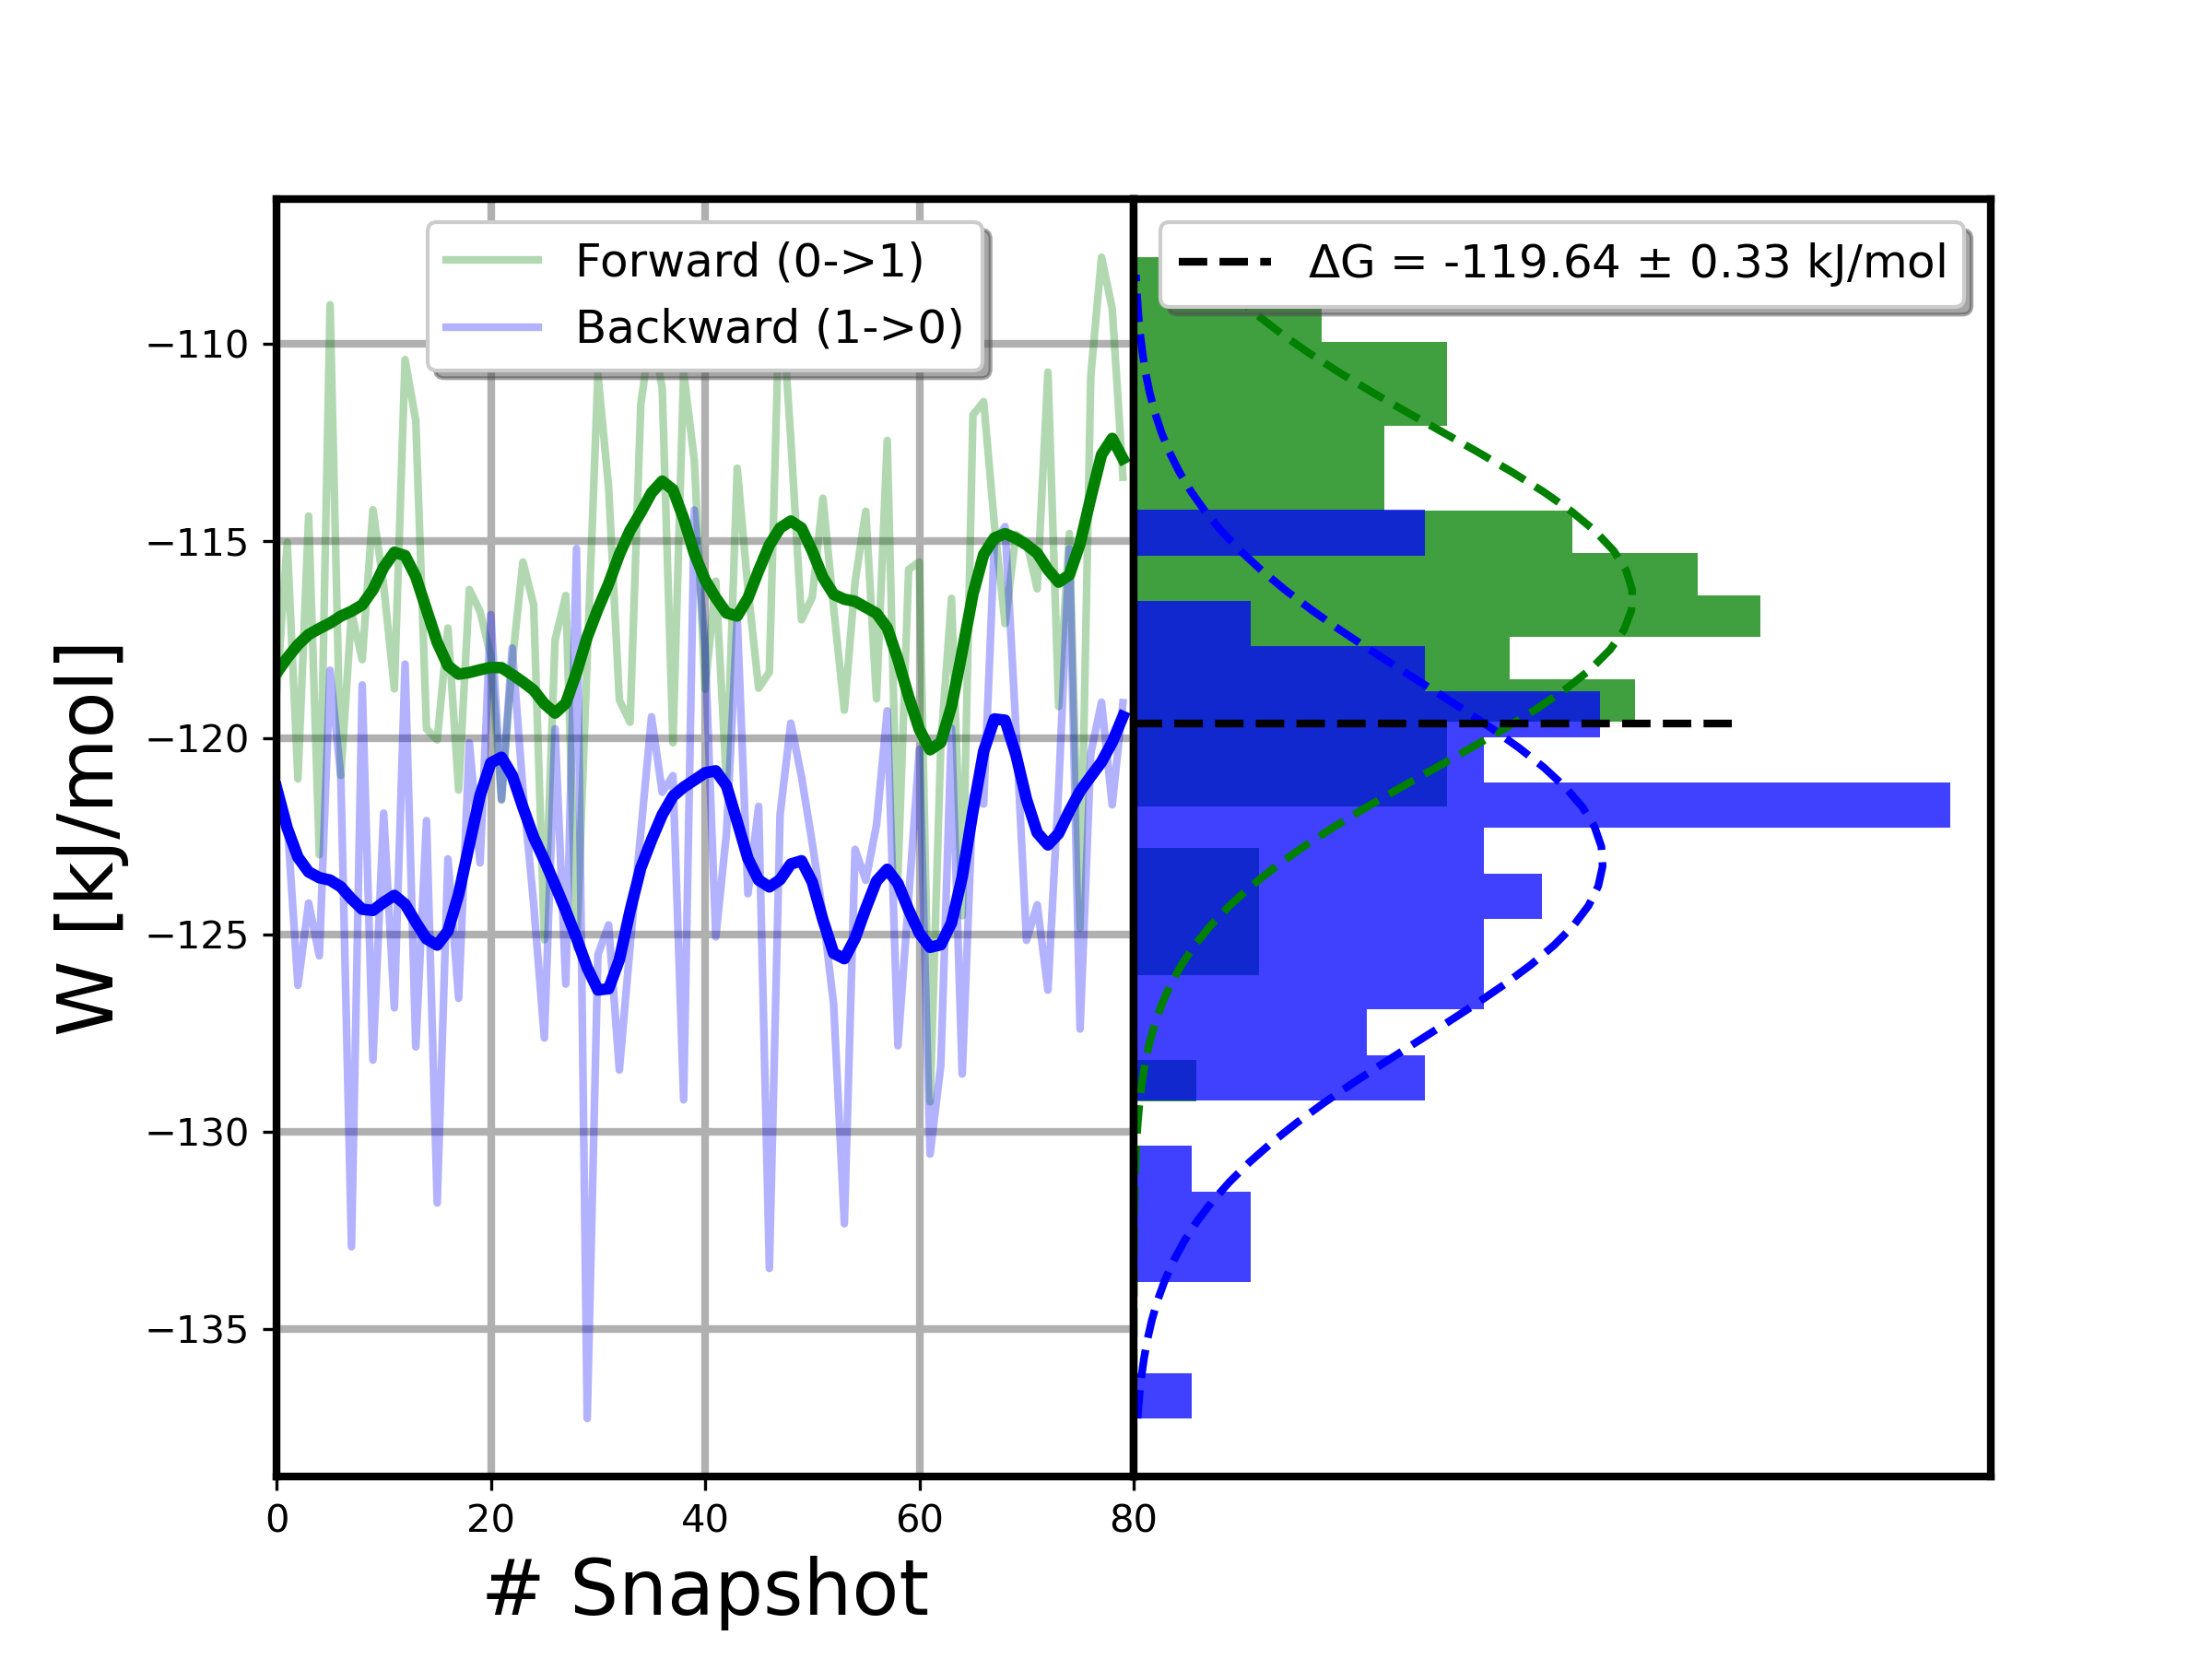 Forward (0->1)
Backward (1->0)
ΔG = -119.64 ± 0.33 kJ/mol
−110
−115
−120
−125
−130
−135
W [kJ/mol]
0 20 40 60 80
# Snapshot